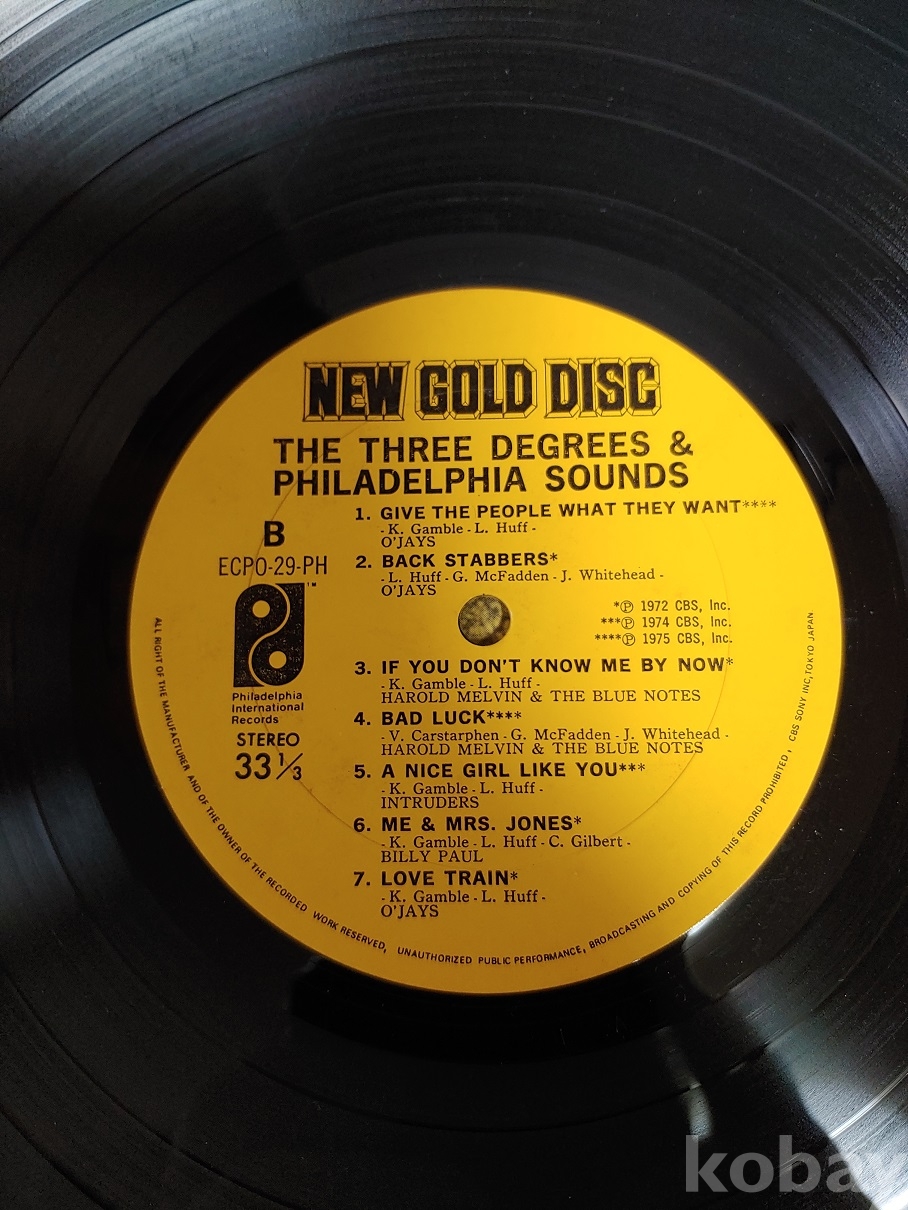 NEW GOLD DISC
THE THREE DEGREES &
PHILADELPHIA SOUNDS
B
ECPO-29-PH
™
Philadelphia
International
Records
STEREO
33 1/3
1. GIVE THE PEOPLE WHAT THEY WANT****
- K. Gamble - L. Huff -
O'JAYS
2. BACK STABBERS*
- L. Huff - G. McFadden - J. Whitehead -
O'JAYS
*Ⓟ 1972 CBS, Inc.
***Ⓟ 1974 CBS, Inc.
****Ⓟ 1975 CBS, Inc.
3. IF YOU DON'T KNOW ME BY NOW*
- K. Gamble - L. Huff -
HAROLD MELVIN & THE BLUE NOTES
4. BAD LUCK****
- V. Carstarphen - G. McFadden - J. Whitehead -
HAROLD MELVIN & THE BLUE NOTES
5. A NICE GIRL LIKE YOU***
- K. Gamble - L. Huff -
INTRUDERS
6. ME & MRS. JONES*
- K. Gamble - L. Huff - C. Gilbert -
BILLY PAUL
7. LOVE TRAIN*
- K. Gamble - L. Huff -
O'JAYS
ALL RIGHT OF THE MANUFACTURER AND OF THE OWNER OF THE RECORDED WORK RESERVED, UNAUTHORIZED PUBLIC PERFORMANCE, BROADCASTING AND COPYING OF THIS RECORD PROHIBITED, CBS SONY INC, TOKYO JAPAN
kobay